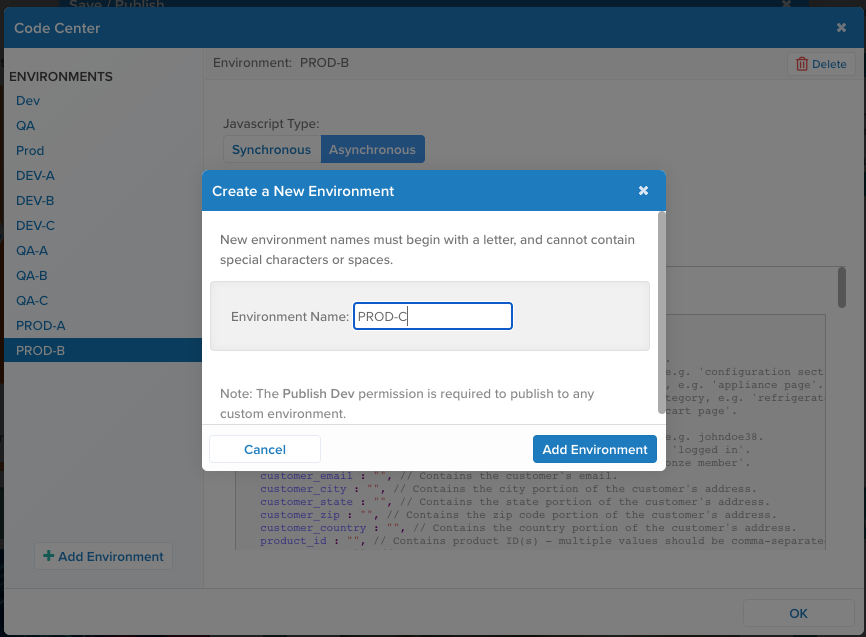 Save / Publish
Code Center
ENVIRONMENTS
Dev
QA
Prod
DEV-A
DEV-B
DEV-C
QA-A
QA-B
QA-C
PROD-A
PROD-B
Add Environment
Environment: PROD-B
Delete
Javascript Type:
Synchronous Asynchronous
Create a New Environment
New environment names must begin with a letter, and cannot contain
special characters or spaces.
Environment Name: PROD-C
Note: The Publish Dev permission is required to publish to any
custom environment.
Cancel Add Environment
e.g. 'configuration sect
, e.g. 'appliance page'.
tegory, e.g. 'refrigerat
cart page'.
e.g. johndoe38.
'logged in'.
onze member'.
customer_email : "", // Contains the customer's email.
customer_city : "", // Contains the city portion of the customer's address.
customer_state : "", // Contains the state portion of the customer's address.
customer_zip : "", // Contains the zip code portion of the customer's address.
customer_country : "", // Contains the country portion of the customer's address.
product_id : "", // Contains product ID(s) - multiple values should be comma-separate
OK